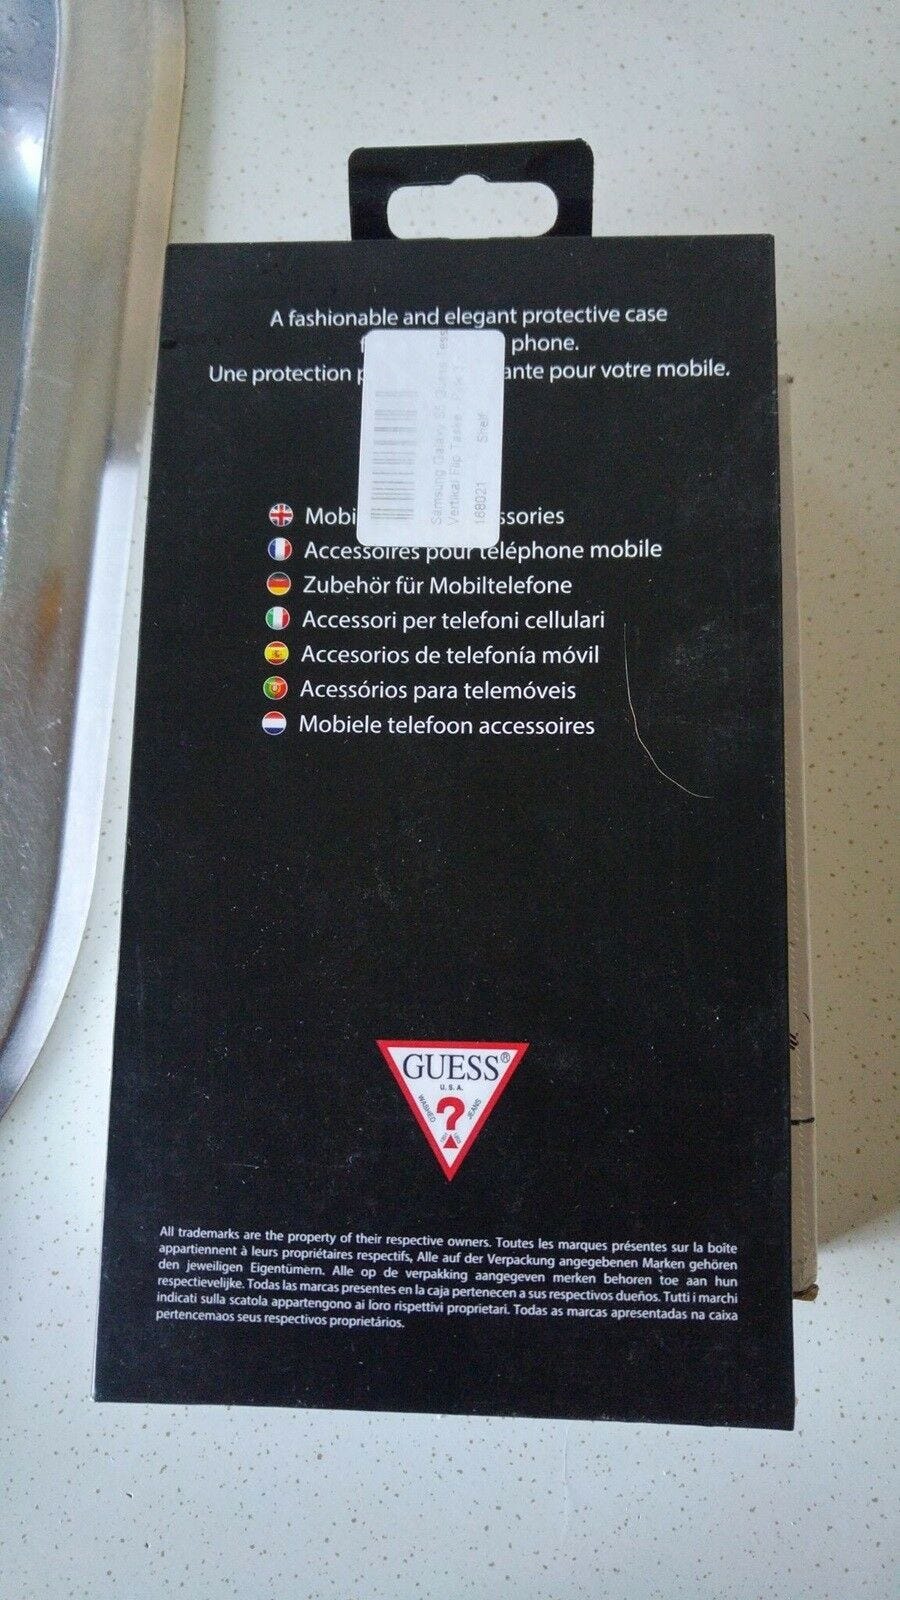 A fashionable and elegant protective case
phone.
Une protection ante pour votre mobile.
Samsung Galaxy
Vertikal Flip Tasche
168021 Shelf
Mobi ssories
Accessoires pour téléphone mobile
Zubehör für Mobiltelefone
Accessori per telefoni cellulari
Accesorios de telefonía móvil
Acessórios para telemóveis
Mobiele telefoon accessoires
GUESS®
U.S.A.
WASHED ? JEANS
All trademarks are the property of their respective owners. Toutes les marques présentes sur la boîte
appartiennent à leurs propriétaires respectifs, Alle auf der Verpackung angegebenen Marken gehören
den jeweiligen Eigentümern. Alle op de verpakking aangegeven merken behoren toe aan hun
respectievelijke. Todas las marcas presentes en la caja pertenecen a sus respectivos dueños. Tutti i marchi
indicati sulla scatola appartengono ai loro rispettivi proprietari. Todas as marcas apresentadas na caixa
pertencemaos seus respectivos proprietários.